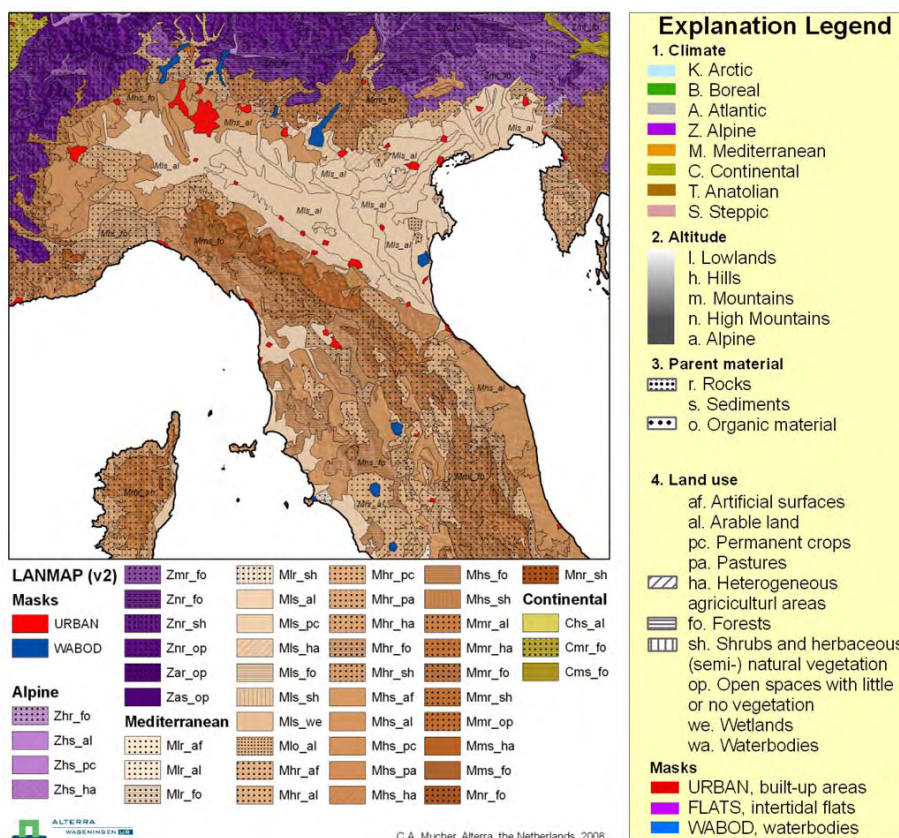 Mhs_fo
Mhs_al
Mls_al
Mls_al
Mls_al
Mls_al
Mls_al
Mls_al
Mls_al
Mms_fo
Mhs_al
Mhs_fo
LANMAP (v2)
Masks
URBAN
WABOD
Alpine
Zhr_fo
Zhs_al
Zhs_pc
Zhs_ha
Zmr_fo
Znr_fo
Znr_sh
Znr_op
Zar_op
Zas_op
Mediterranean
Mlr_af
Mlr_al
Mlr_fo
Mlr_sh
Mls_al
Mls_pc
Mls_ha
Mls_fo
Mls_sh
Mls_we
Mlo_al
Mhr_af
Mhr_al
Mhr_pc
Mhr_pa
Mhr_ha
Mhr_fo
Mhr_sh
Mhs_af
Mhs_al
Mhs_pc
Mhs_pa
Mhs_ha
Mhs_fo
Mhs_sh
Mmr_al
Mmr_ha
Mmr_fo
Mmr_sh
Mmr_op
Mms_ha
Mms_fo
Mnr_fo
Mnr_sh
Continental
Chs_al
Cmr_fo
Cms_fo
ALTERRA
WAGENINGEN UR
C.A. Mucher, Alterra, the Netherlands, 2008
Explanation Legend
1. Climate
K. Arctic
B. Boreal
A. Atlantic
Z. Alpine
M. Mediterranean
C. Continental
T. Anatolian
S. Steppic
2. Altitude
l. Lowlands
h. Hills
m. Mountains
n. High Mountains
a. Alpine
3. Parent material
r. Rocks
s. Sediments
o. Organic material
4. Land use
af. Artificial surfaces
al. Arable land
pc. Permanent crops
pa. Pastures
ha. Heterogeneous
agriciculturl areas
fo. Forests
sh. Shrubs and herbaceous
(semi-) natural vegetation
op. Open spaces with little
or no vegetation
we. Wetlands
wa. Waterbodies
Masks
URBAN, built-up areas
FLATS, intertidal flats
WABOD, waterbodies